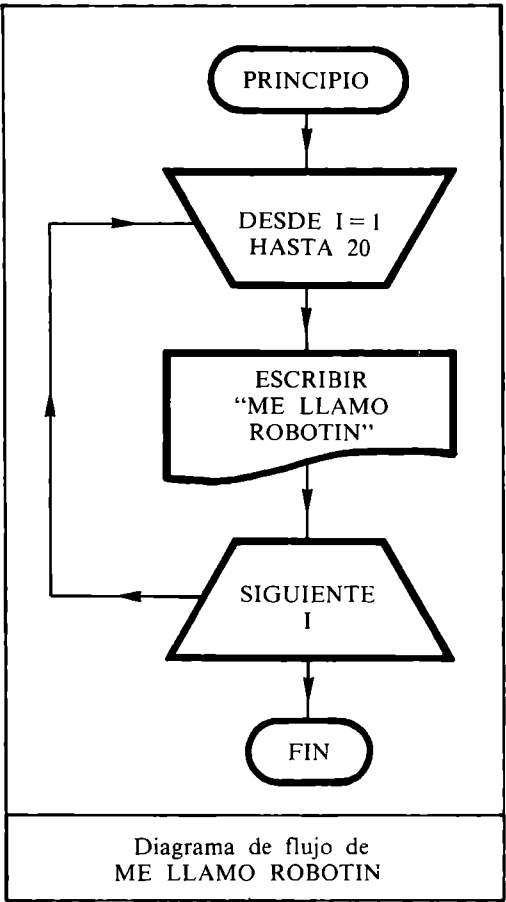 PRINCIPIO
DESDE I = 1
HASTA 20
ESCRIBIR
“ME LLAMO
ROBOTIN”
SIGUIENTE
I
FIN
Diagrama de flujo de
ME LLAMO ROBOTIN